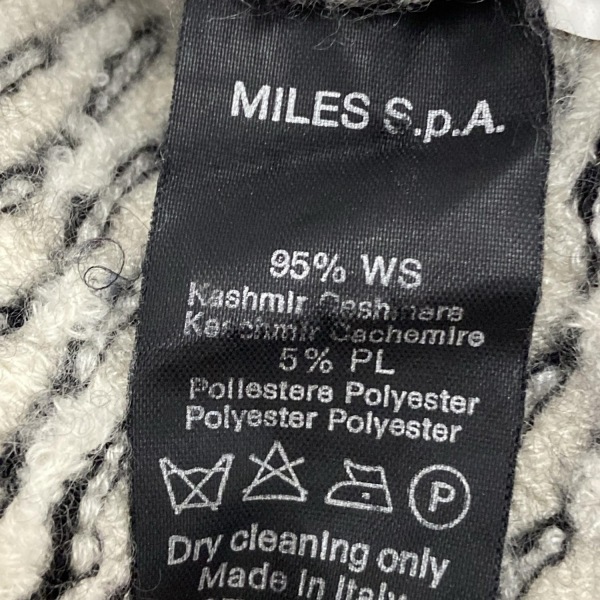 MILES S.p.A.
95% WS
Kashmir Cashmere
Kaschmir Cachemire
5% PL
Poliestere Polyester
Polyester Polyester
P
Dry cleaning only
Made in Italy